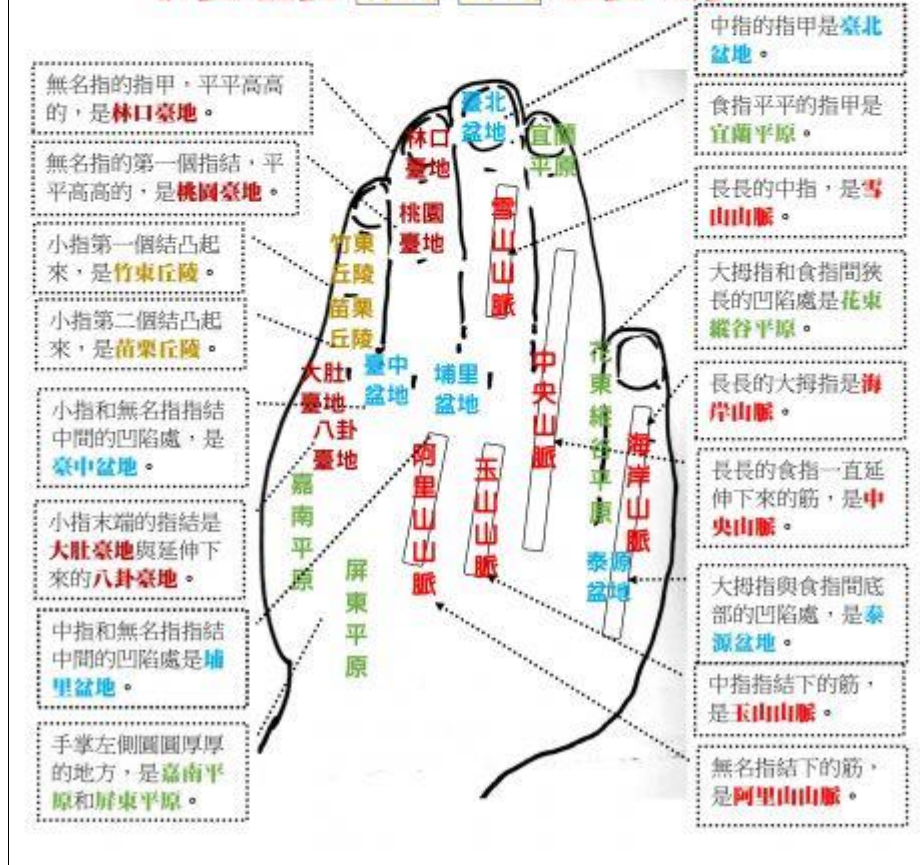 無名指的指甲，平平高高
的，是林口臺地。
無名指的第一個指結，平
平高高的，是桃園臺地。
小指第一個結凸起
來，是竹東丘陵。
小指第二個結凸起
來，是苗栗丘陵。
小指和無名指指結
中間的凹陷處，是
臺中盆地。
小指末端的指結是
大肚臺地與延伸下
來的八卦臺地。
中指和無名指指結
中間的凹陷處是埔
里盆地。
手掌左側圓圓厚厚
的地方，是嘉南平
原和屏東平原。
臺北
盆地
林口
臺地
宜蘭
平原
桃園
臺地
雪山山脈
竹東
丘陵
苗栗
丘陵
大肚
臺地
臺中
盆地
埔里
盆地
中央山脈
花東縱谷平原
八卦
臺地
阿里山山脈
玉山山脈
海岸山脈
嘉南平原
屏東平原
泰源
盆地
中指的指甲是臺北
盆地。
食指平平的指甲是
宜蘭平原。
長長的中指，是雪
山山脈。
大拇指和食指間狹
長的凹陷處是花東
縱谷平原。
長長的大拇指是海
岸山脈。
長長的食指一直延
伸下來的筋，是中
央山脈。
大拇指與食指間底
部的凹陷處，是泰
源盆地。
中指指結下的筋，
是玉山山脈。
無名指結下的筋，
是阿里山山脈。